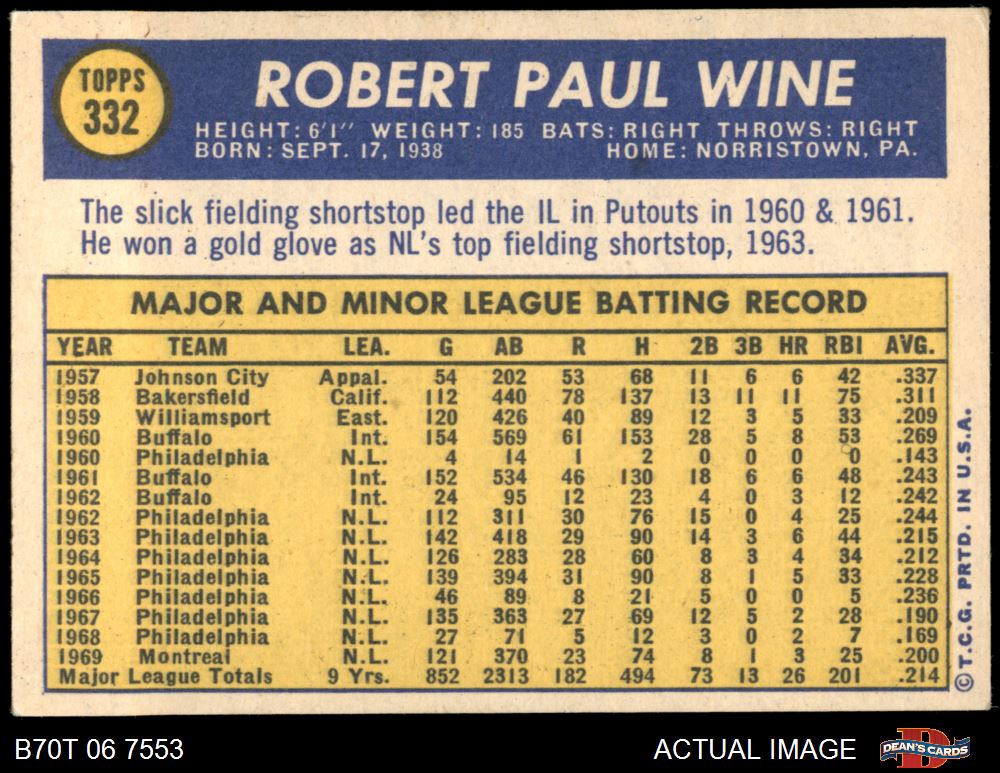 TOPPS
332
ROBERT PAUL WINE
HEIGHT: 6'1" WEIGHT: 185 BATS: RIGHT THROWS: RIGHT
BORN: SEPT. 17, 1938 HOME: NORRISTOWN, PA.
The slick fielding shortstop led the IL in Putouts in 1960 & 1961.
He won a gold glove as NL's top fielding shortstop, 1963.
MAJOR AND MINOR LEAGUE BATTING RECORD
YEAR TEAM LEA. G AB R H 2B 3B HR RBI AVG.
1957 Johnson City Appal. 54 202 53 68 11 6 6 42 .337
1958 Bakersfield Calif. 112 440 78 137 13 11 11 75 .311
1959 Williamsport East. 120 426 40 89 12 3 5 33 .209
1960 Buffalo Int. 154 569 61 153 28 5 8 53 .269
1960 Philadelphia N.L. 4 14 1 2 0 0 0 0 .143
1961 Buffalo Int. 152 534 46 130 18 6 6 48 .243
1962 Buffalo Int. 24 95 12 23 4 0 3 12 .242
1962 Philadelphia N.L. 112 311 30 76 15 0 4 25 .244
1963 Philadelphia N.L. 142 418 29 90 14 3 6 44 .215
1964 Philadelphia N.L. 126 283 28 60 8 3 4 34 .212
1965 Philadelphia N.L. 139 394 31 90 8 1 5 33 .228
1966 Philadelphia N.L. 46 89 8 21 5 0 0 5 .236
1967 Philadelphia N.L. 135 363 27 69 12 5 2 28 .190
1968 Philadelphia N.L. 27 71 5 12 3 0 2 7 .169
1969 Montreal N.L. 121 370 23 74 8 1 3 25 .200
Major League Totals 9 Yrs. 852 2313 182 494 73 13 26 201 .214
© T.C.G. PRTD. IN U.S.A.
B70T 06 7553 ACTUAL IMAGE DEAN'S CARDS